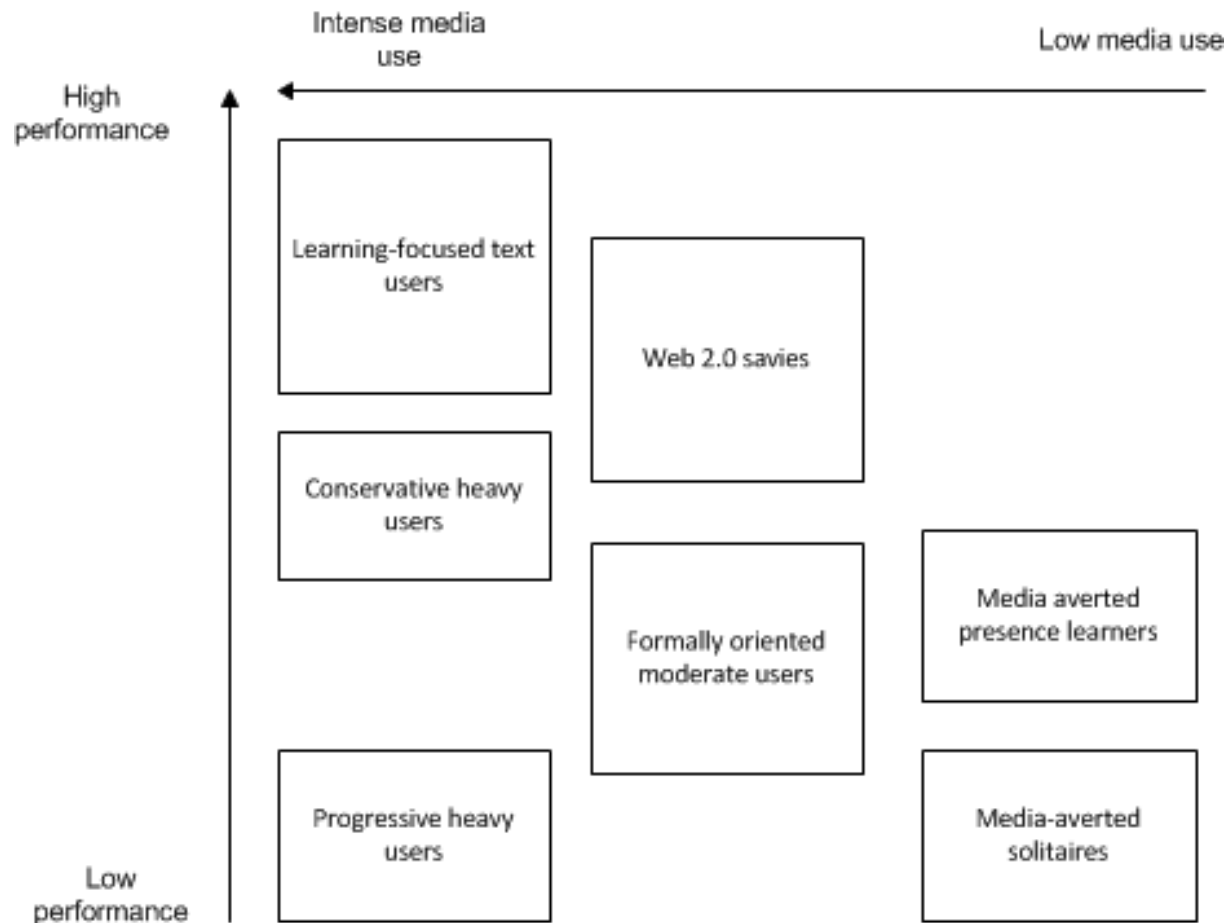 Intense media
use
Low media use
High
performance
Learning-focused text
users
Web 2.0 savies
Conservative heavy
users
Formally oriented
moderate users
Media averted
presence learners
Progressive heavy
users
Media-averted
solitaires
Low
performance